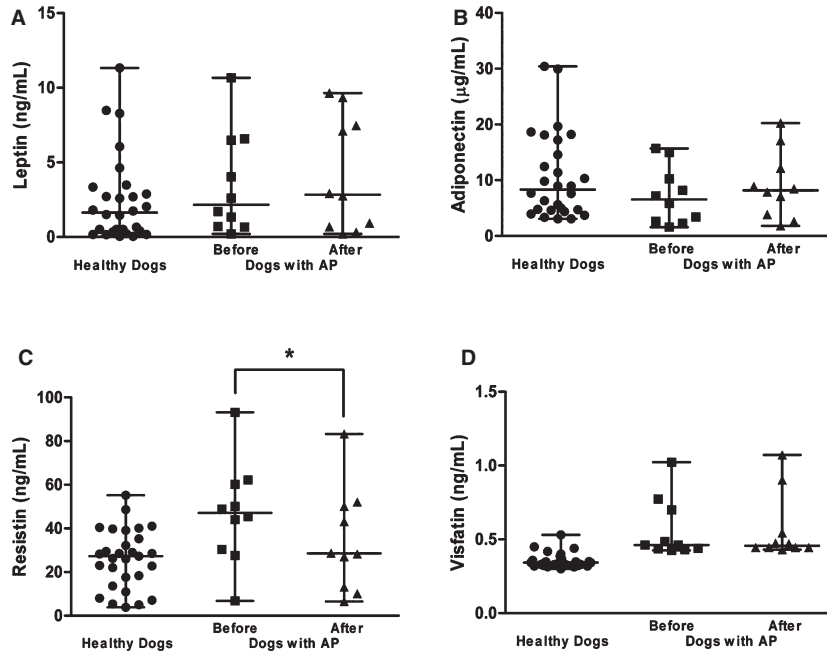 A
Leptin (ng/mL)
15
10
5
0
Before
After
Healthy Dogs
Dogs with AP
B
Adiponectin (μg/mL)
40
30
20
10
0
Before
After
Healthy Dogs
Dogs with AP
C
*
Resistin (ng/mL)
100
80
60
40
20
0
Before
After
Healthy Dogs
Dogs with AP
D
Visfatin (ng/mL)
1.5
1.0
0.5
0.0
Before
After
Healthy Dogs
Dogs with AP